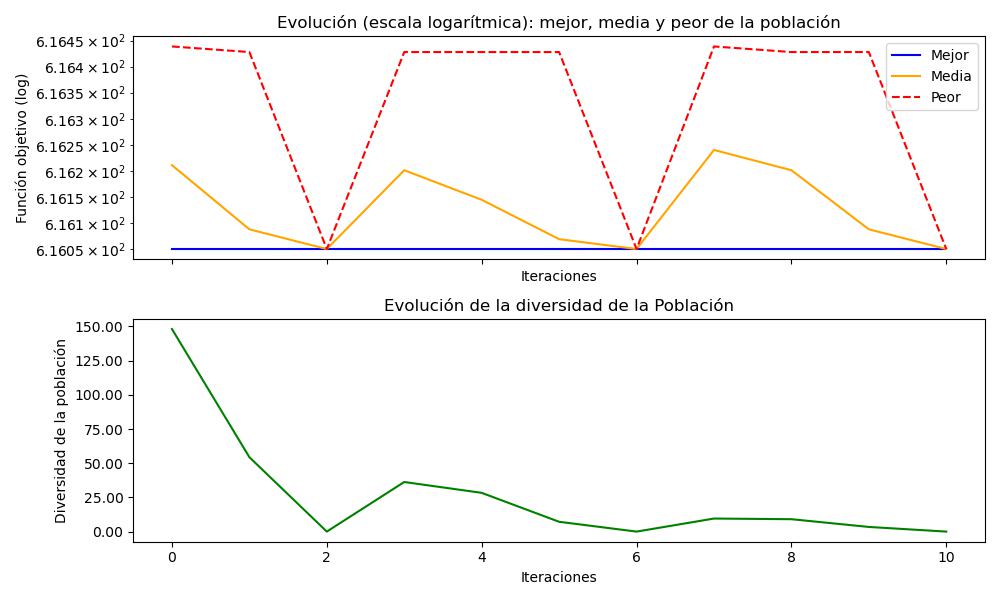 Evolución (escala logarítmica): mejor, media y peor de la población
6.1645 × 10²
6.164 × 10²
6.1635 × 10²
6.163 × 10²
6.1625 × 10²
6.162 × 10²
6.1615 × 10²
6.161 × 10²
6.1605 × 10²
Función objetivo (log)
Mejor
Media
Peor
Iteraciones
Evolución de la diversidad de la Población
150.00
125.00
100.00
75.00
50.00
25.00
0.00
Diversidad de la población
0 2 4 6 8 10
Iteraciones